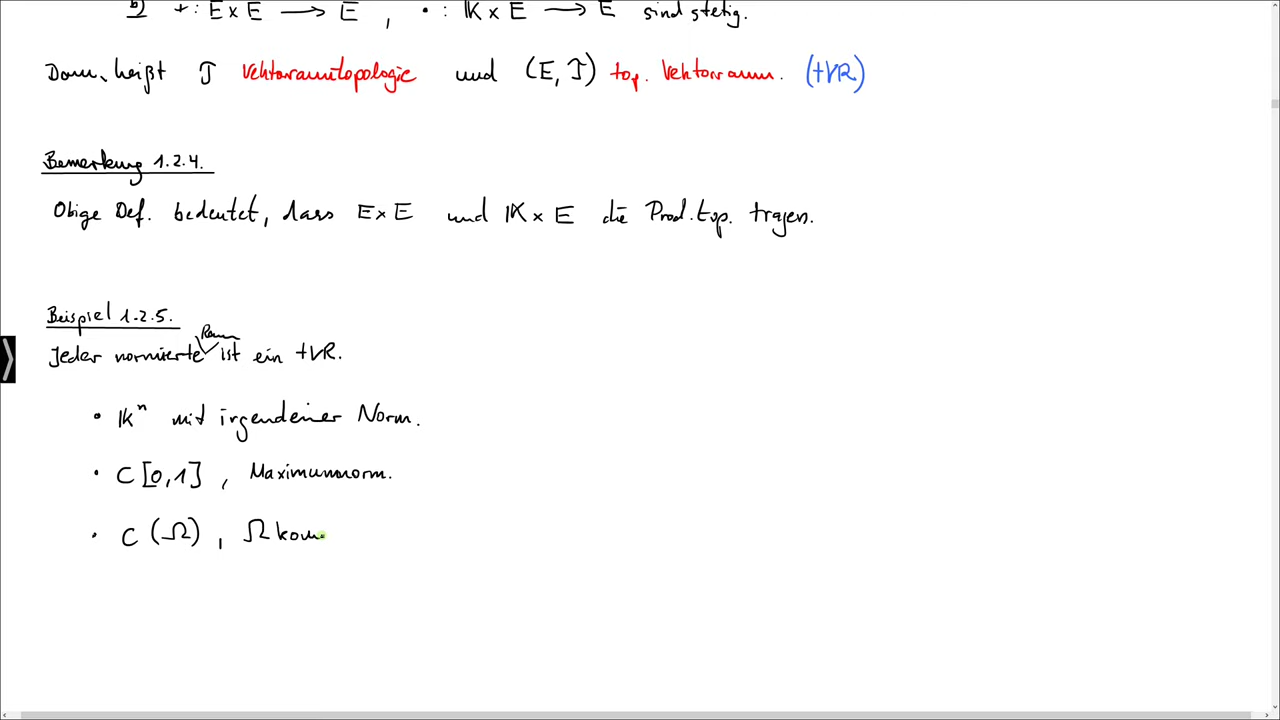 b) + : E × E ⟶ E , · : 𝕂 × E ⟶ E sind stetig.
Dann heißt 𝒯 Vektorraumtopologie und (E, 𝒯) top. Vektorraum. (tVR)
Bemerkung 1.2.4.
Obige Def. bedeutet, dass E × E und 𝕂 × E die Prod.top. tragen.
Beispiel 1.2.5.
Jeder normierte Raum ist ein tVR.
• 𝕂ⁿ mit irgendeiner Norm.
• C [0,1] , Maximumnorm.
• C (Ω) , Ω kom